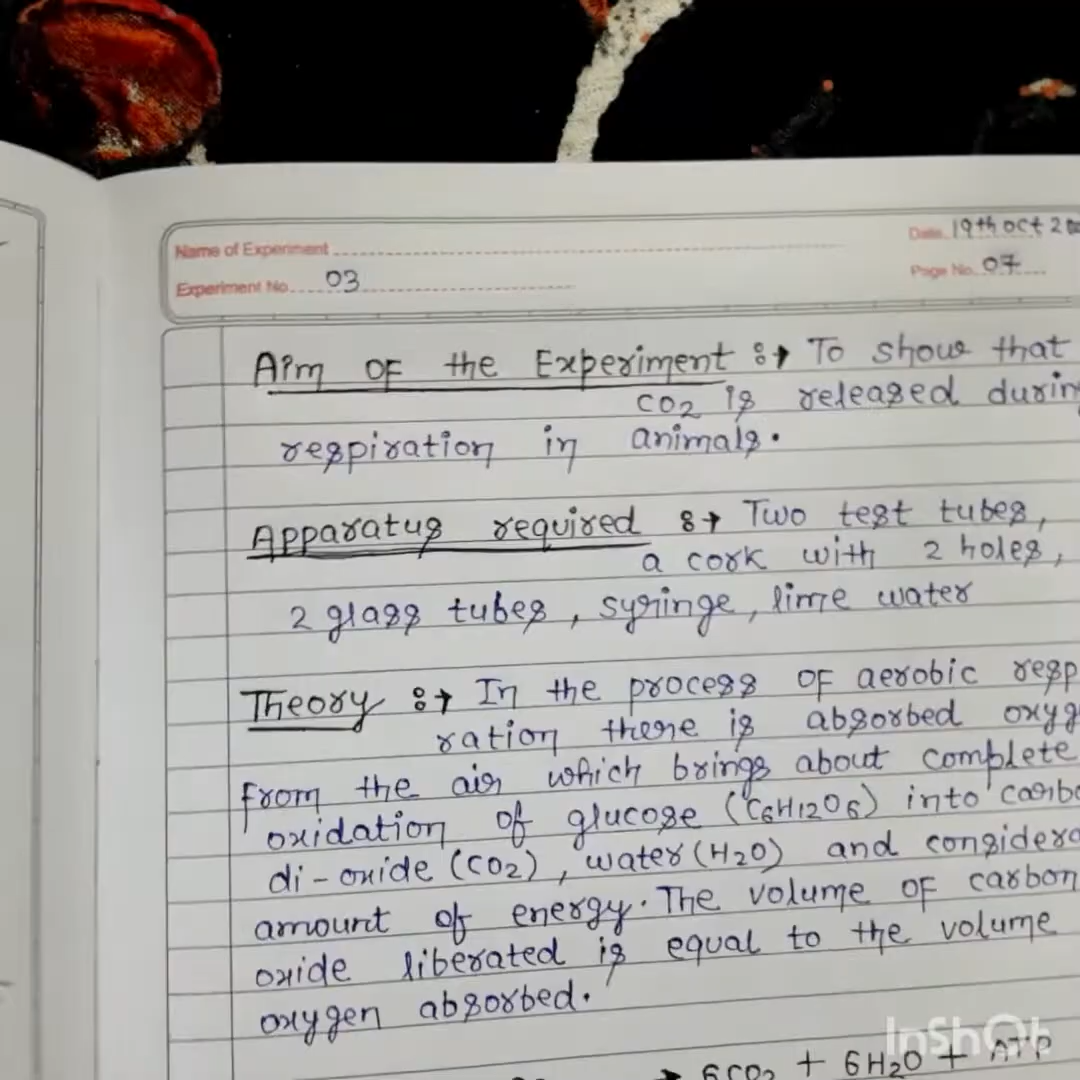 Name of Experiment
Date 19th Oct 20
Experiment No. 03
Page No. 07
Aim OF the Experiment :→ To show that
CO2 is released durin
respiration in animals.
Apparatus required :→ Two test tubes,
a cork with 2 holes,
2 glass tubes, syringe, lime water
Theory :→ In the process OF aerobic resp
ration there is absorbed oxyg
from the air which brings about complete
oxidation of glucose (C6H12O6) into carbo
di-oxide (CO2), water (H2O) and considera
amount of energy. The volume OF carbon
oxide liberated is equal to the volume
oxygen absorbed.
→ 6CO2 + 6H2O + ATP
InShOt